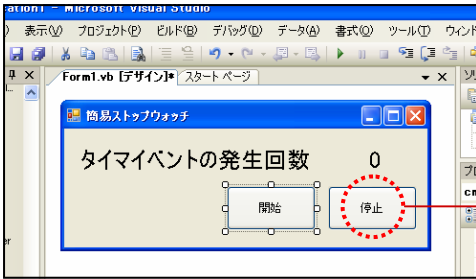 cation1 - Microsoft Visual Studio
) 表示(V) プロジェクト(P) ビルド(B) デバッグ(D) データ(A) 書式(O) ツール(T) ウィンド
Form1.vb [デザイン]* スタート ページ
簡易ストップウォッチ
タイマイベントの発生回数 0
開始 停止